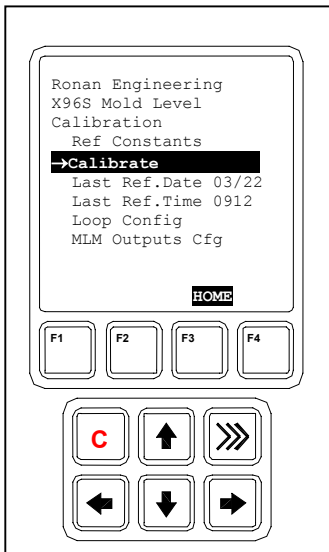 Ronan Engineering
X96S Mold Level
Calibration
Ref Constants
→Calibrate
Last Ref.Date 03/22
Last Ref.Time 0912
Loop Config
MLM Outputs Cfg
HOME
F1 F2 F3 F4
C